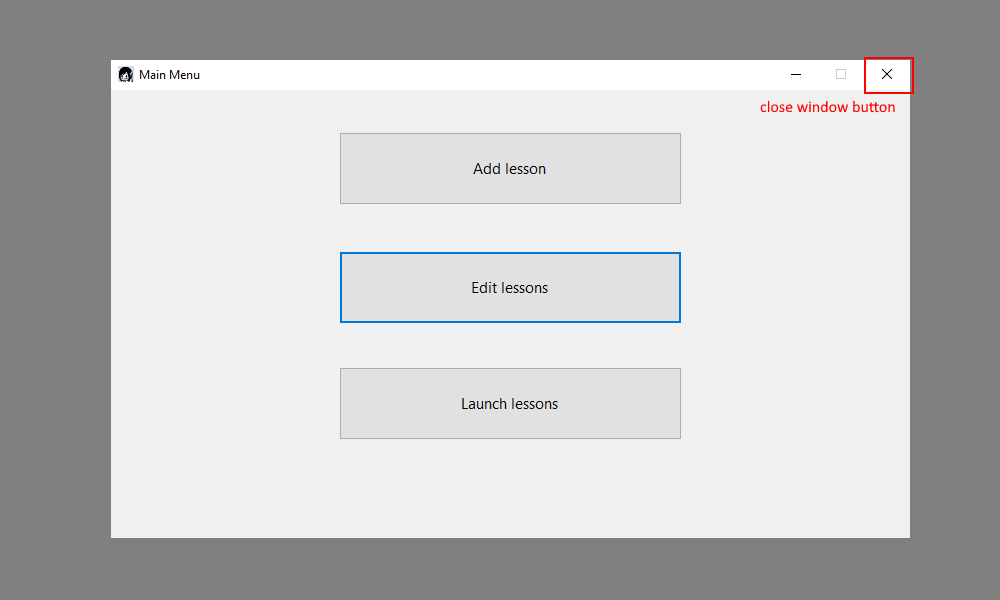 Main Menu
close window button
Add lesson
Edit lessons
Launch lessons